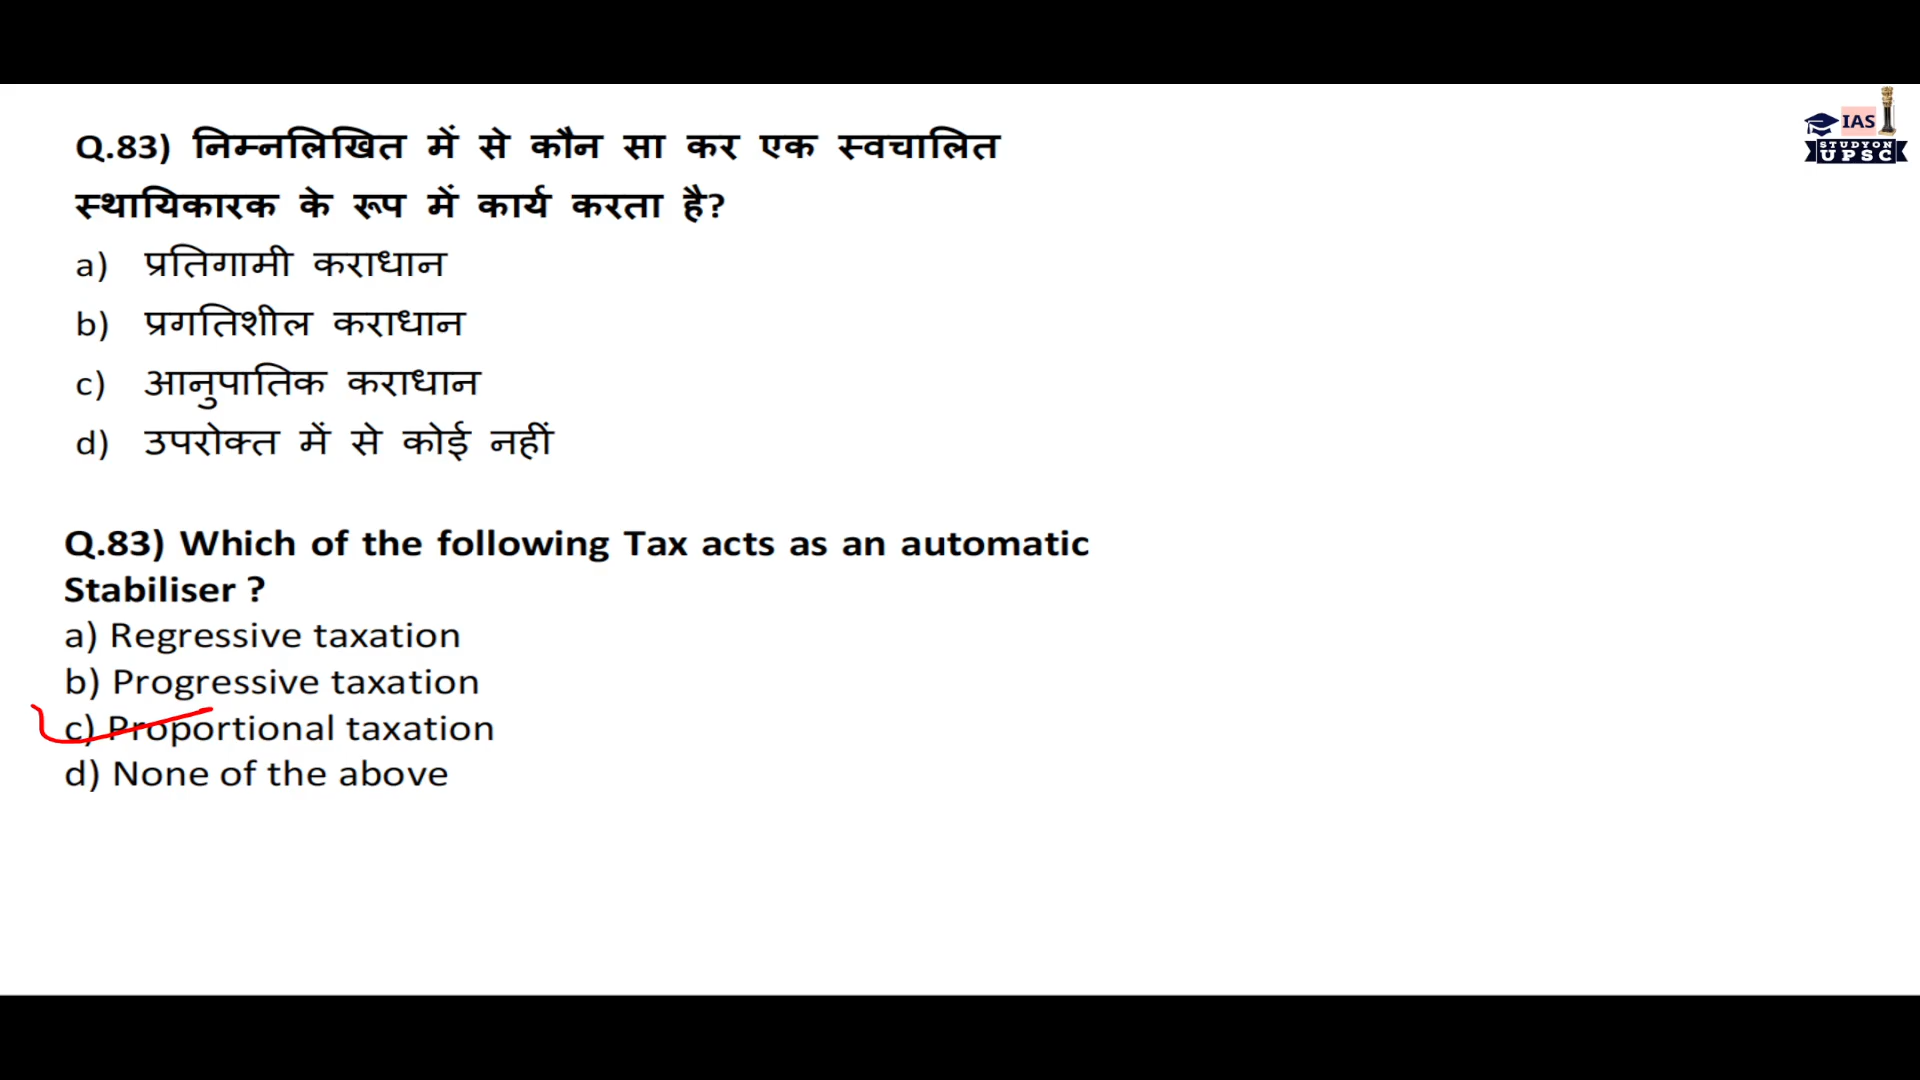 Q.83) निम्नलिखित में से कौन सा कर एक स्वचालित
स्थायिकारक के रूप में कार्य करता है?
a) प्रतिगामी कराधान
b) प्रगतिशील कराधान
c) आनुपातिक कराधान
d) उपरोक्त में से कोई नहीं
Q.83) Which of the following Tax acts as an automatic
Stabiliser ?
a) Regressive taxation
b) Progressive taxation
c) Proportional taxation
d) None of the above
IAS
STUDYON
UPSC